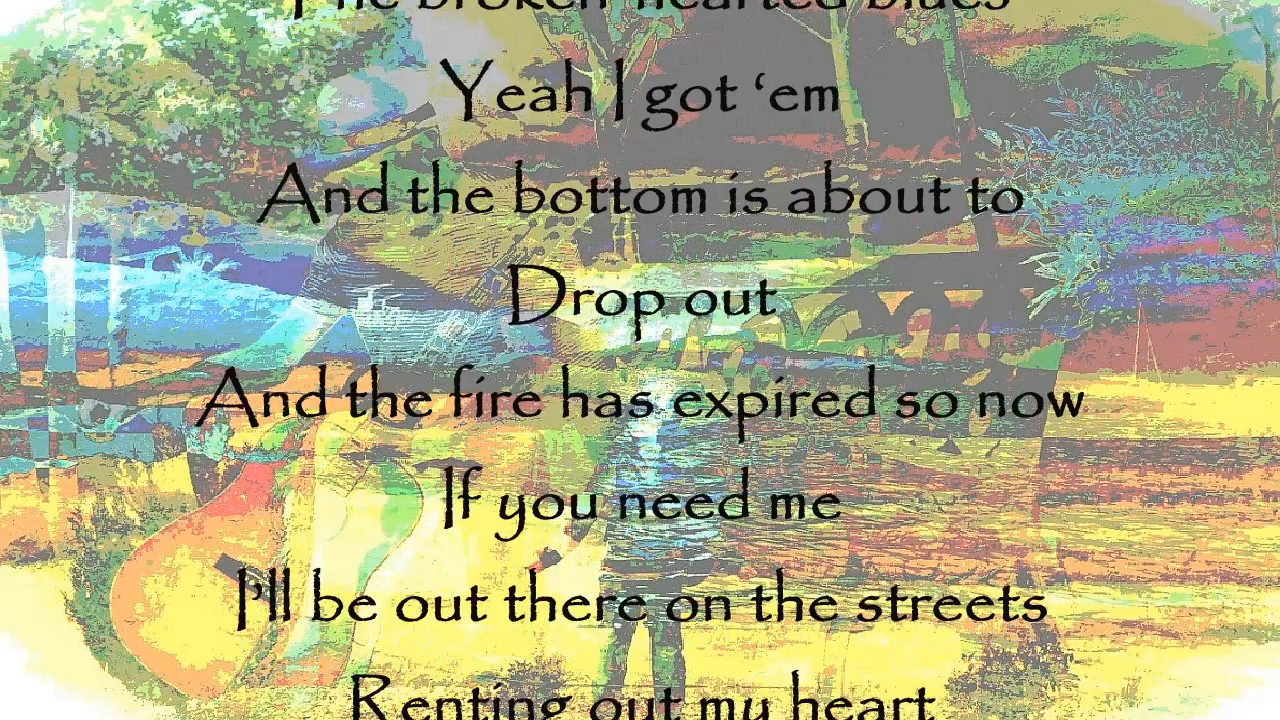 The broken hearted blues
Yeah I got ‘em
And the bottom is about to
Drop out
And the fire has expired so now
If you need me
I’ll be out there on the streets
Renting out my heart